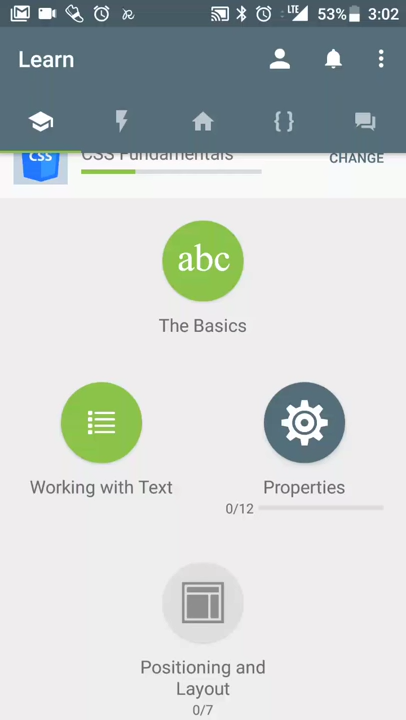 LTE 53% 3:02
Learn
CSS Fundamentals
CSS
CHANGE
abc
The Basics
Working with Text
Properties
0/12
Positioning and
Layout
0/7